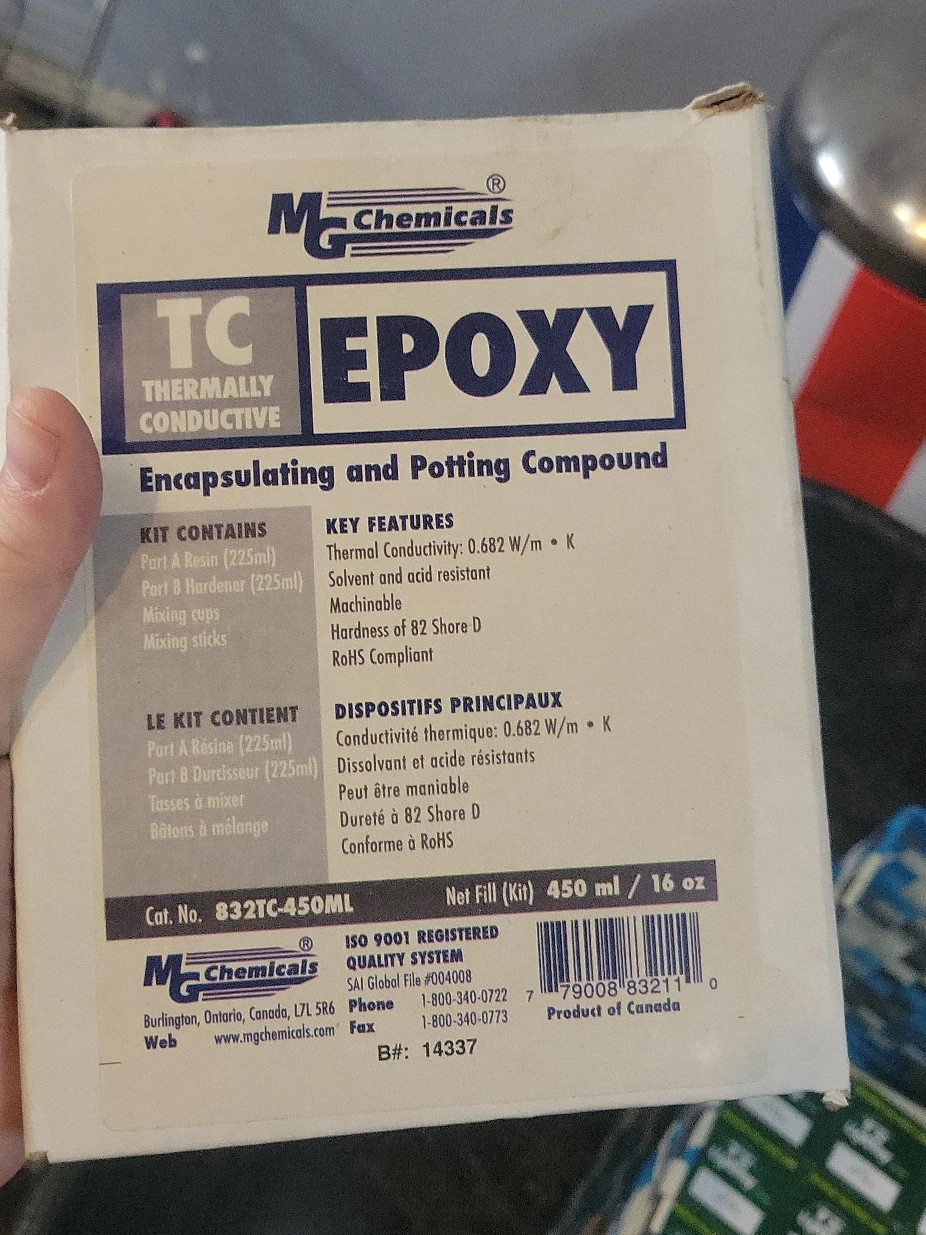 MG Chemicals ®
TC
THERMALLY
CONDUCTIVE
EPOXY
Encapsulating and Potting Compound
KIT CONTAINS
Part A Resin (225ml)
Part B Hardener (225ml)
Mixing cups
Mixing sticks
KEY FEATURES
Thermal Conductivity: 0.682 W/m • K
Solvent and acid resistant
Machinable
Hardness of 82 Shore D
RoHS Compliant
LE KIT CONTIENT
Part A Résine (225ml)
Part B Durcisseur (225ml)
Tasses à mixer
Bâtons à mélange
DISPOSITIFS PRINCIPAUX
Conductivité thermique: 0.682 W/m • K
Dissolvant et acide résistants
Peut être maniable
Dureté à 82 Shore D
Conforme à RoHS
Cat. No. 832TC-450ML
Net Fill (Kit) 450 ml / 16 oz
MG Chemicals ®
Burlington, Ontario, Canada, L7L 5R6
Web www.mgchemicals.com
ISO 9001 REGISTERED
QUALITY SYSTEM
SAI Global File #004008
Phone 1-800-340-0722
Fax 1-800-340-0773
7 79008 83211 0
Product of Canada
B#: 14337